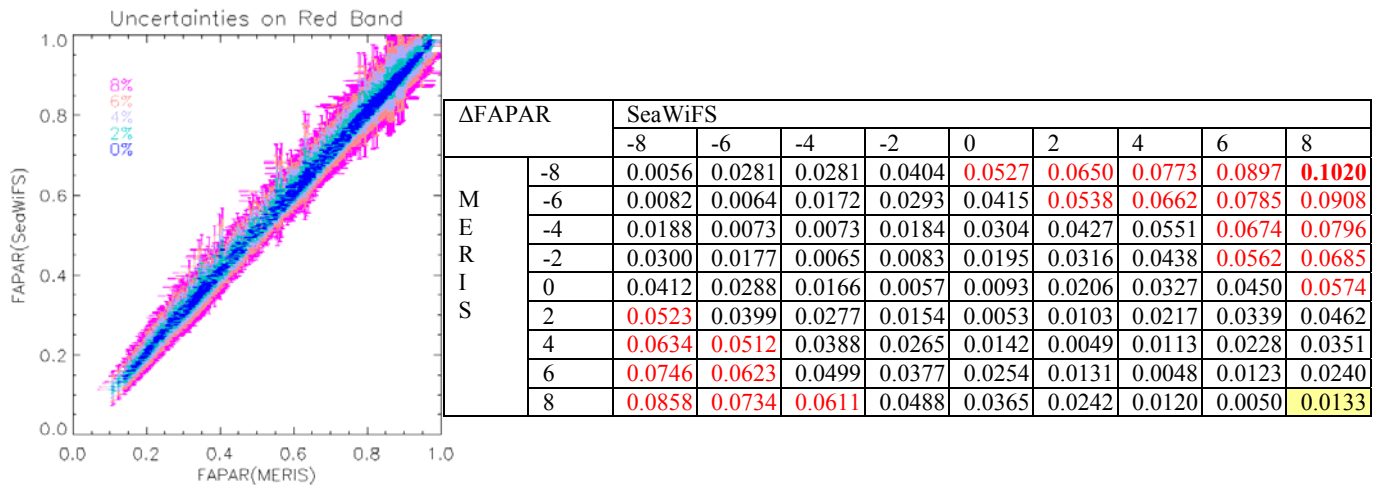 Uncertainties on Red Band
1.0
0.8
0.6
0.4
0.2
0.0
FAPAR(SeaWiFS)
8%
6%
4%
2%
0%
0.0 0.2 0.4 0.6 0.8 1.0
FAPAR(MERIS)
ΔFAPAR SeaWiFS
-8 -6 -4 -2 0 2 4 6 8
MERIS
-8 0.0056 0.0281 0.0281 0.0404 0.0527 0.0650 0.0773 0.0897 0.1020
-6 0.0082 0.0064 0.0172 0.0293 0.0415 0.0538 0.0662 0.0785 0.0908
-4 0.0188 0.0073 0.0073 0.0184 0.0304 0.0427 0.0551 0.0674 0.0796
-2 0.0300 0.0177 0.0065 0.0083 0.0195 0.0316 0.0438 0.0562 0.0685
0 0.0412 0.0288 0.0166 0.0057 0.0093 0.0206 0.0327 0.0450 0.0574
2 0.0523 0.0399 0.0277 0.0154 0.0053 0.0103 0.0217 0.0339 0.0462
4 0.0634 0.0512 0.0388 0.0265 0.0142 0.0049 0.0113 0.0228 0.0351
6 0.0746 0.0623 0.0499 0.0377 0.0254 0.0131 0.0048 0.0123 0.0240
8 0.0858 0.0734 0.0611 0.0488 0.0365 0.0242 0.0120 0.0050 0.0133